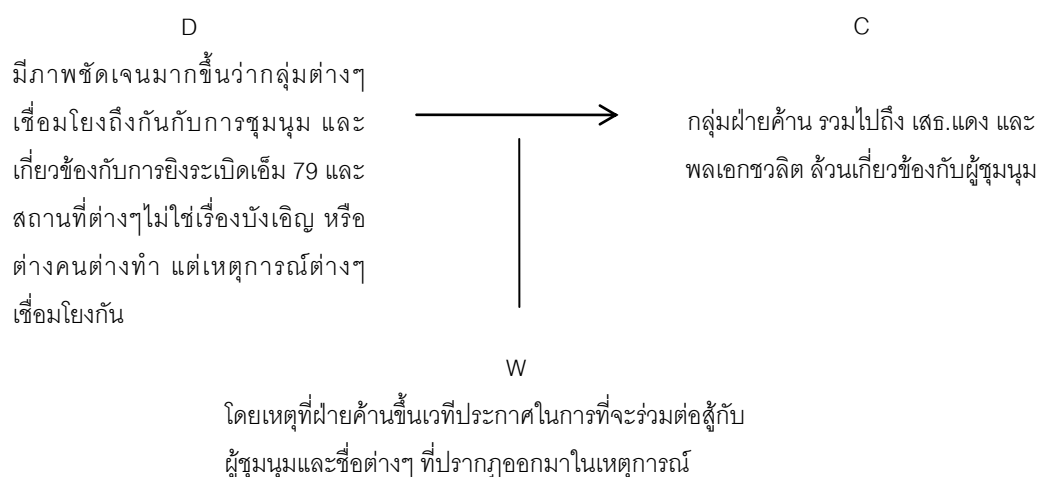 D
มีภาพชัดเจนมากขึ้นว่ากลุ่มต่างๆ
เชื่อมโยงถึงกันกับการชุมนุม และ
เกี่ยวข้องกับการยิงระเบิดเอ็ม 79 และ
สถานที่ต่างๆไม่ใช่เรื่องบังเอิญ หรือ
ต่างคนต่างทำ แต่เหตุการณ์ต่างๆ
เชื่อมโยงกัน
C
กลุ่มฝ่ายค้าน รวมไปถึง เสธ.แดง และ
พลเอกชวลิต ล้วนเกี่ยวข้องกับผู้ชุมนุม
W
โดยเหตุที่ฝ่ายค้านขึ้นเวทีประกาศในการที่จะร่วมต่อสู้กับ
ผู้ชุมนุมและชื่อต่างๆ ที่ปรากฏออกมาในเหตุการณ์